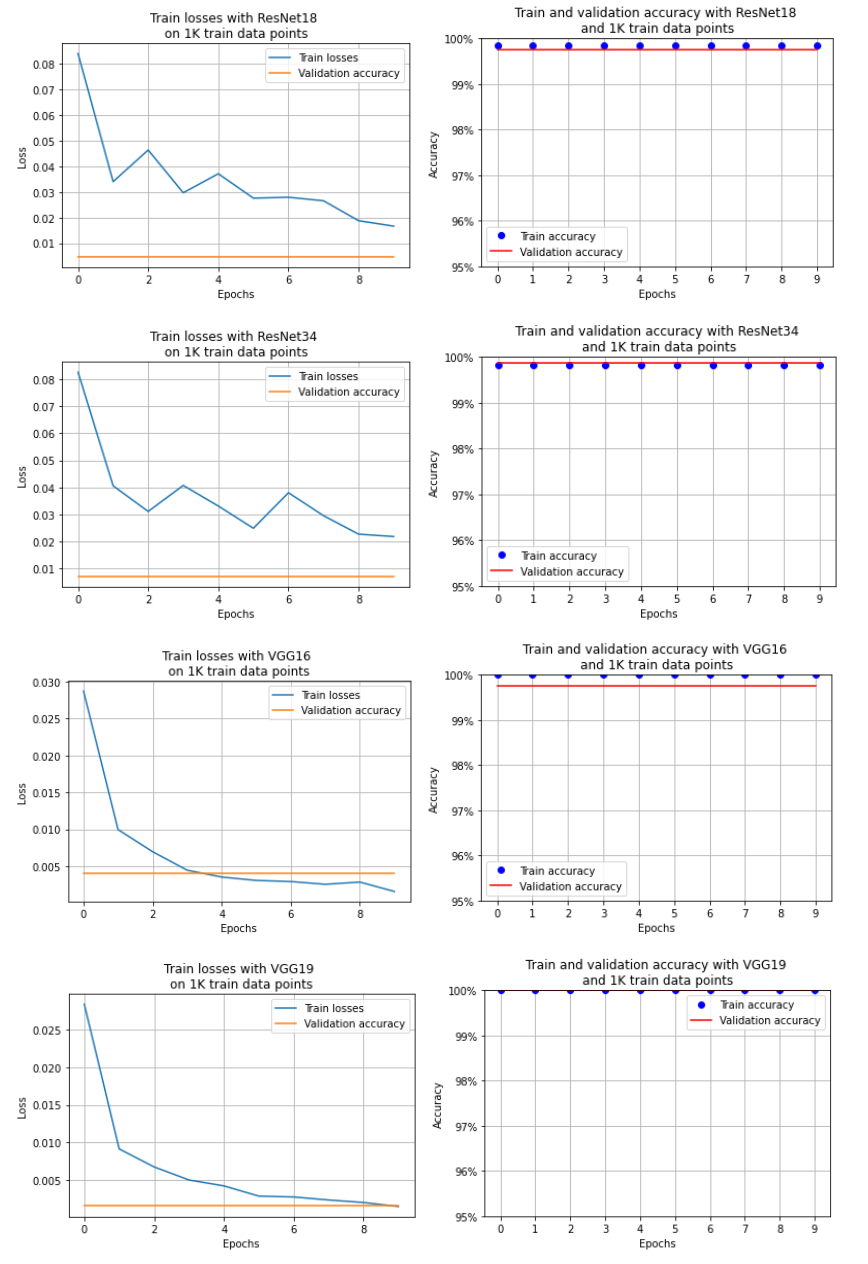 Train losses with ResNet18
on 1K train data points
Train losses
Validation accuracy
0.08
0.07
0.06
0.05
0.04
0.03
0.02
0.01
Loss
0 2 4 6 8
Epochs
Train and validation accuracy with ResNet18
and 1K train data points
100%
99%
98%
97%
96%
95%
Accuracy
Train accuracy
Validation accuracy
0 1 2 3 4 5 6 7 8 9
Epochs
Train losses with ResNet34
on 1K train data points
Train losses
Validation accuracy
0.08
0.07
0.06
0.05
0.04
0.03
0.02
0.01
Loss
0 2 4 6 8
Epochs
Train and validation accuracy with ResNet34
and 1K train data points
100%
99%
98%
97%
96%
95%
Accuracy
Train accuracy
Validation accuracy
0 1 2 3 4 5 6 7 8 9
Epochs
Train losses with VGG16
on 1K train data points
Train losses
Validation accuracy
0.030
0.025
0.020
0.015
0.010
0.005
Loss
0 2 4 6 8
Epochs
Train and validation accuracy with VGG16
and 1K train data points
100%
99%
98%
97%
96%
95%
Accuracy
Train accuracy
Validation accuracy
0 1 2 3 4 5 6 7 8 9
Epochs
Train losses with VGG19
on 1K train data points
Train losses
Validation accuracy
0.025
0.020
0.015
0.010
0.005
Loss
0 2 4 6 8
Epochs
Train and validation accuracy with VGG19
and 1K train data points
100%
99%
98%
97%
96%
95%
Accuracy
Train accuracy
Validation accuracy
0 1 2 3 4 5 6 7 8 9
Epochs